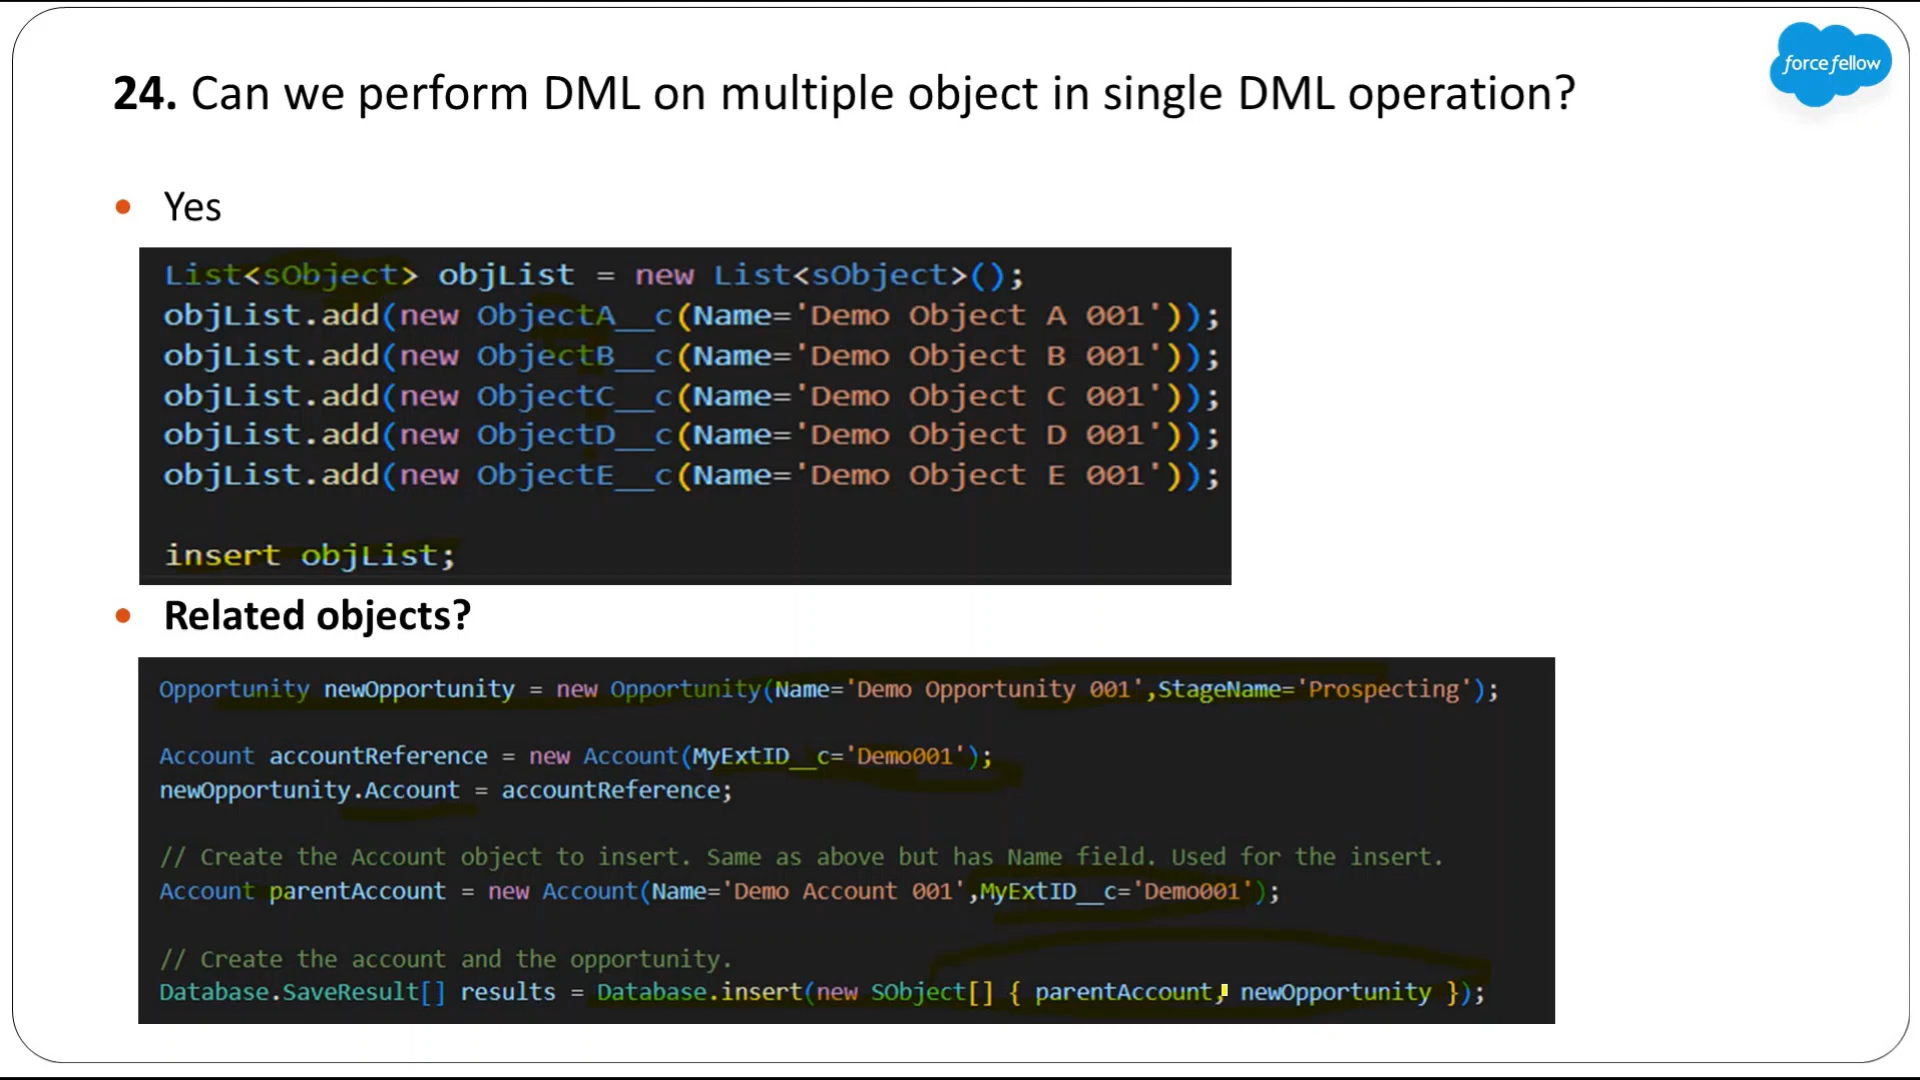 24. Can we perform DML on multiple object in single DML operation?
force fellow
• Yes
List<sObject> objList = new List<sObject>();
objList.add(new ObjectA__c(Name='Demo Object A 001'));
objList.add(new ObjectB__c(Name='Demo Object B 001'));
objList.add(new ObjectC__c(Name='Demo Object C 001'));
objList.add(new ObjectD__c(Name='Demo Object D 001'));
objList.add(new ObjectE__c(Name='Demo Object E 001'));
insert objList;
• Related objects?
Opportunity newOpportunity = new Opportunity(Name='Demo Opportunity 001',StageName='Prospecting');
Account accountReference = new Account(MyExtID__c='Demo001');
newOpportunity.Account = accountReference;
// Create the Account object to insert. Same as above but has Name field. Used for the insert.
Account parentAccount = new Account(Name='Demo Account 001',MyExtID__c='Demo001');
// Create the account and the opportunity.
Database.SaveResult[] results = Database.insert(new SObject[] { parentAccount, newOpportunity });